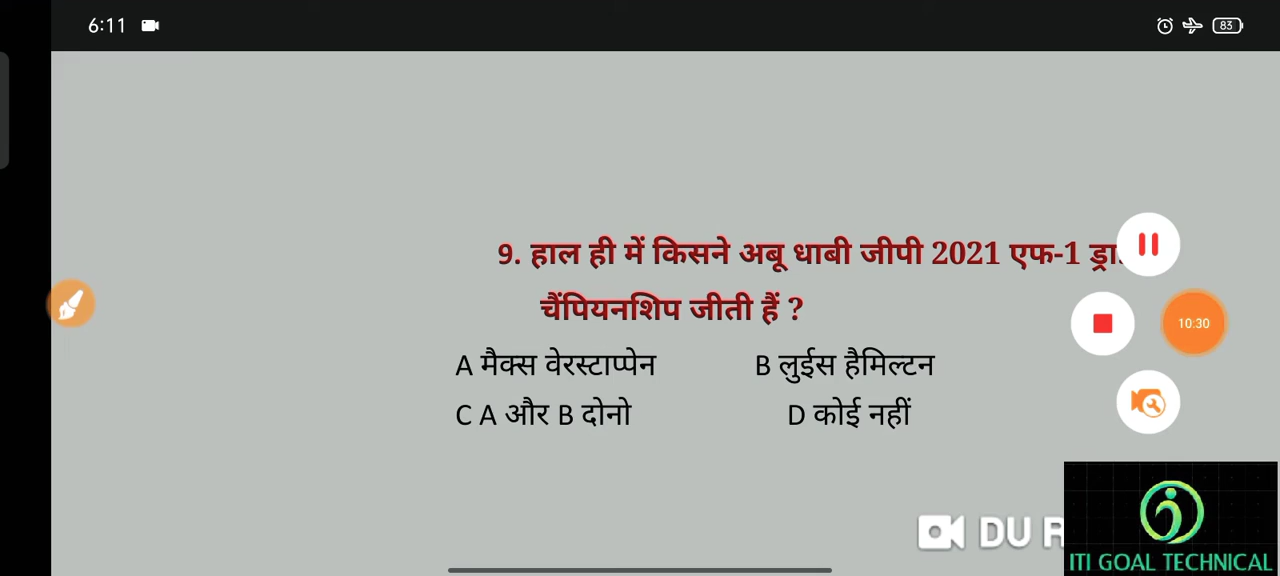 6:11
83
9. हाल ही में किसने अबू धाबी जीपी 2021 एफ-1
चैंपियनशिप जीती हैं ?
10:30
A मैक्स वेरस्टाप्पेन B लुईस हैमिल्टन
C A और B दोनो D कोई नहीं
DU
ITI GOAL TECHNICAL